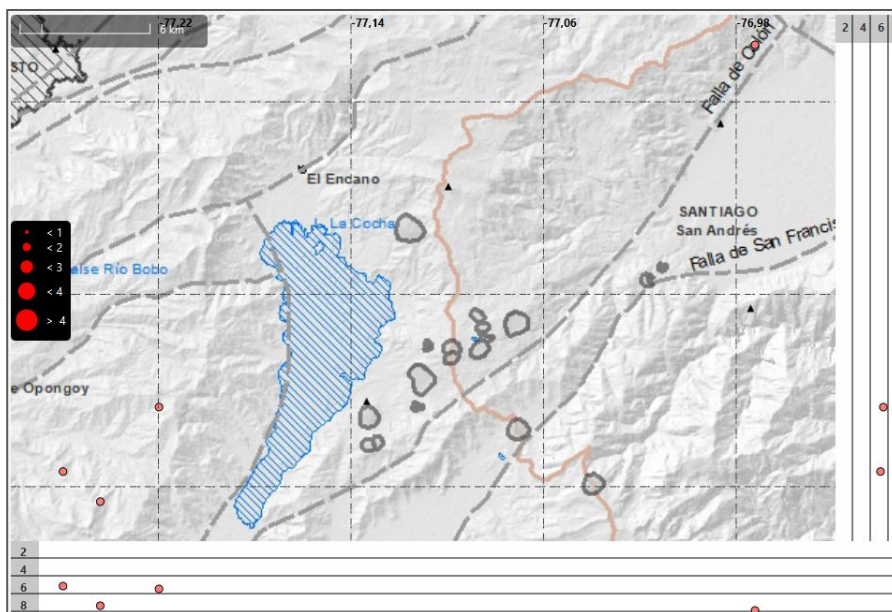 -77,22
-77,14
-77,06
-76,98
2 4 6
6 km
STO
Falla de Colón
El Encano
SANTIAGO
San Andrés
L. La Cocha
Falla de San Francis
< 1
< 2
< 3
< 4
> 4
alse Río Bobo
e Opongoy
2
4
6
8